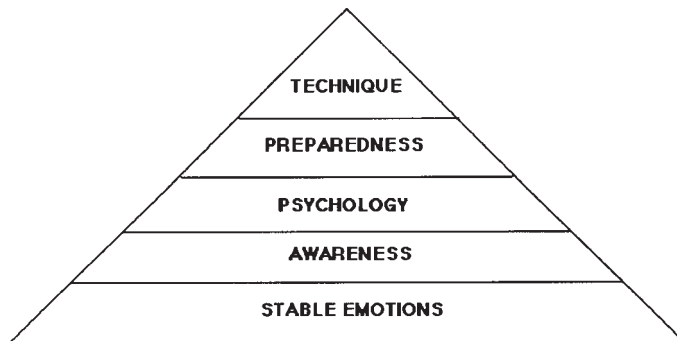 TECHNIQUE
PREPAREDNESS
PSYCHOLOGY
AWARENESS
STABLE EMOTIONS